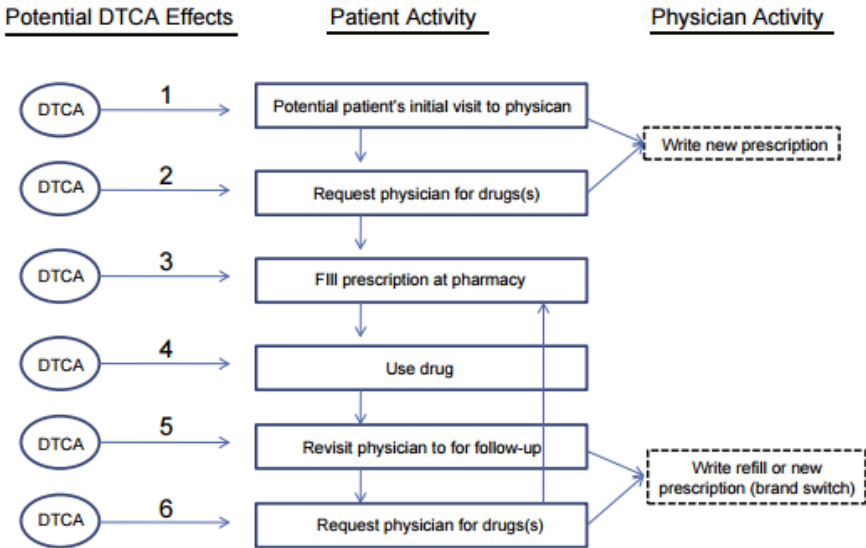 Potential DTCA Effects
Patient Activity
Physician Activity
DTCA
1
Potential patient's initial visit to physican
Write new prescription
DTCA
2
Request physician for drugs(s)
DTCA
3
FIll prescription at pharmacy
DTCA
4
Use drug
DTCA
5
Revisit physician to for follow-up
Write refill or new
prescription (brand switch)
DTCA
6
Request physician for drugs(s)